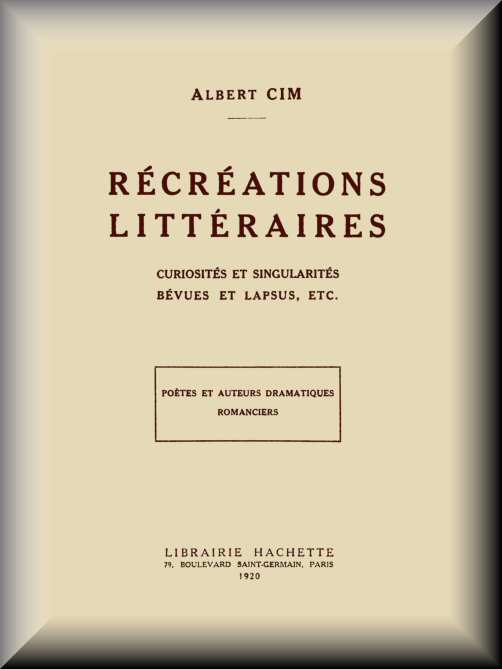 ALBERT CIM
RÉCRÉATIONS
LITTÉRAIRES
CURIOSITÉS ET SINGULARITÉS
BÉVUES ET LAPSUS, ETC.
POÈTES ET AUTEURS DRAMATIQUES
ROMANCIERS
LIBRAIRIE HACHETTE
79, BOULEVARD SAINT-GERMAIN, PARIS
1920